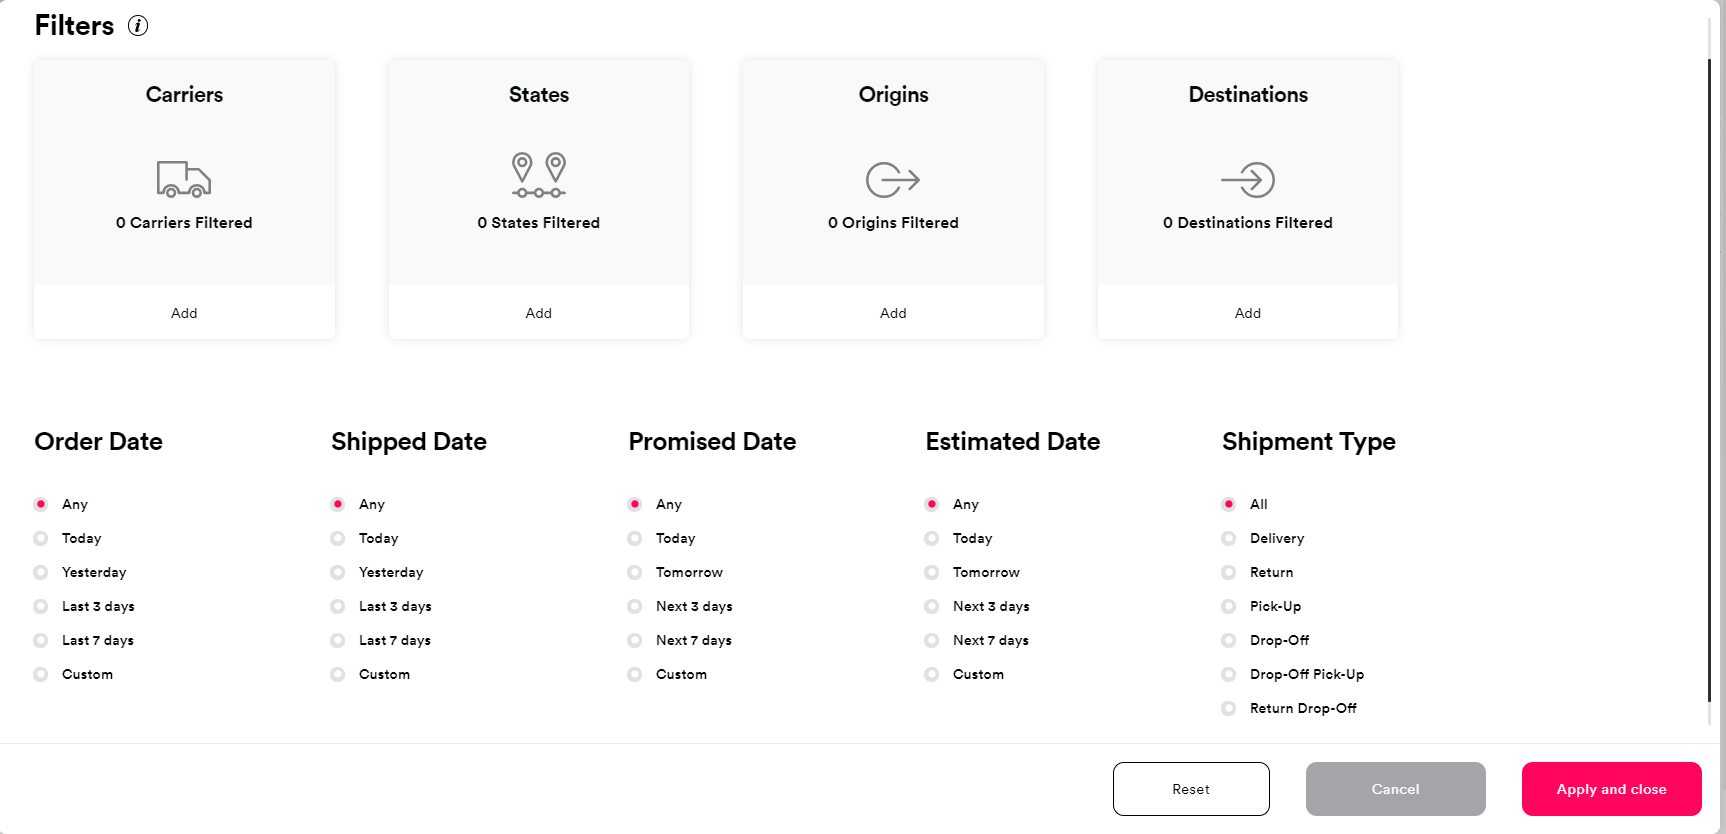 Filters i
Carriers
0 Carriers Filtered
Add
States
0 States Filtered
Add
Origins
0 Origins Filtered
Add
Destinations
0 Destinations Filtered
Add
Order Date
Any
Today
Yesterday
Last 3 days
Last 7 days
Custom
Shipped Date
Any
Today
Yesterday
Last 3 days
Last 7 days
Custom
Promised Date
Any
Today
Tomorrow
Next 3 days
Next 7 days
Custom
Estimated Date
Any
Today
Tomorrow
Next 3 days
Next 7 days
Custom
Shipment Type
All
Delivery
Return
Pick-Up
Drop-Off
Drop-Off Pick-Up
Return Drop-Off
Reset
Cancel
Apply and close